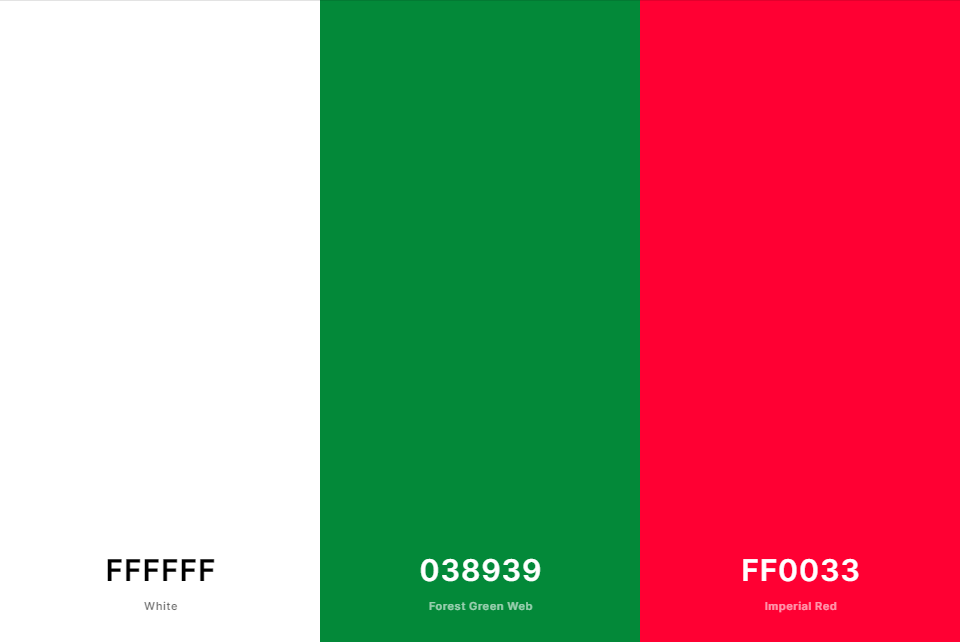 FFFFFF
White
038939
Forest Green Web
FF0033
Imperial Red